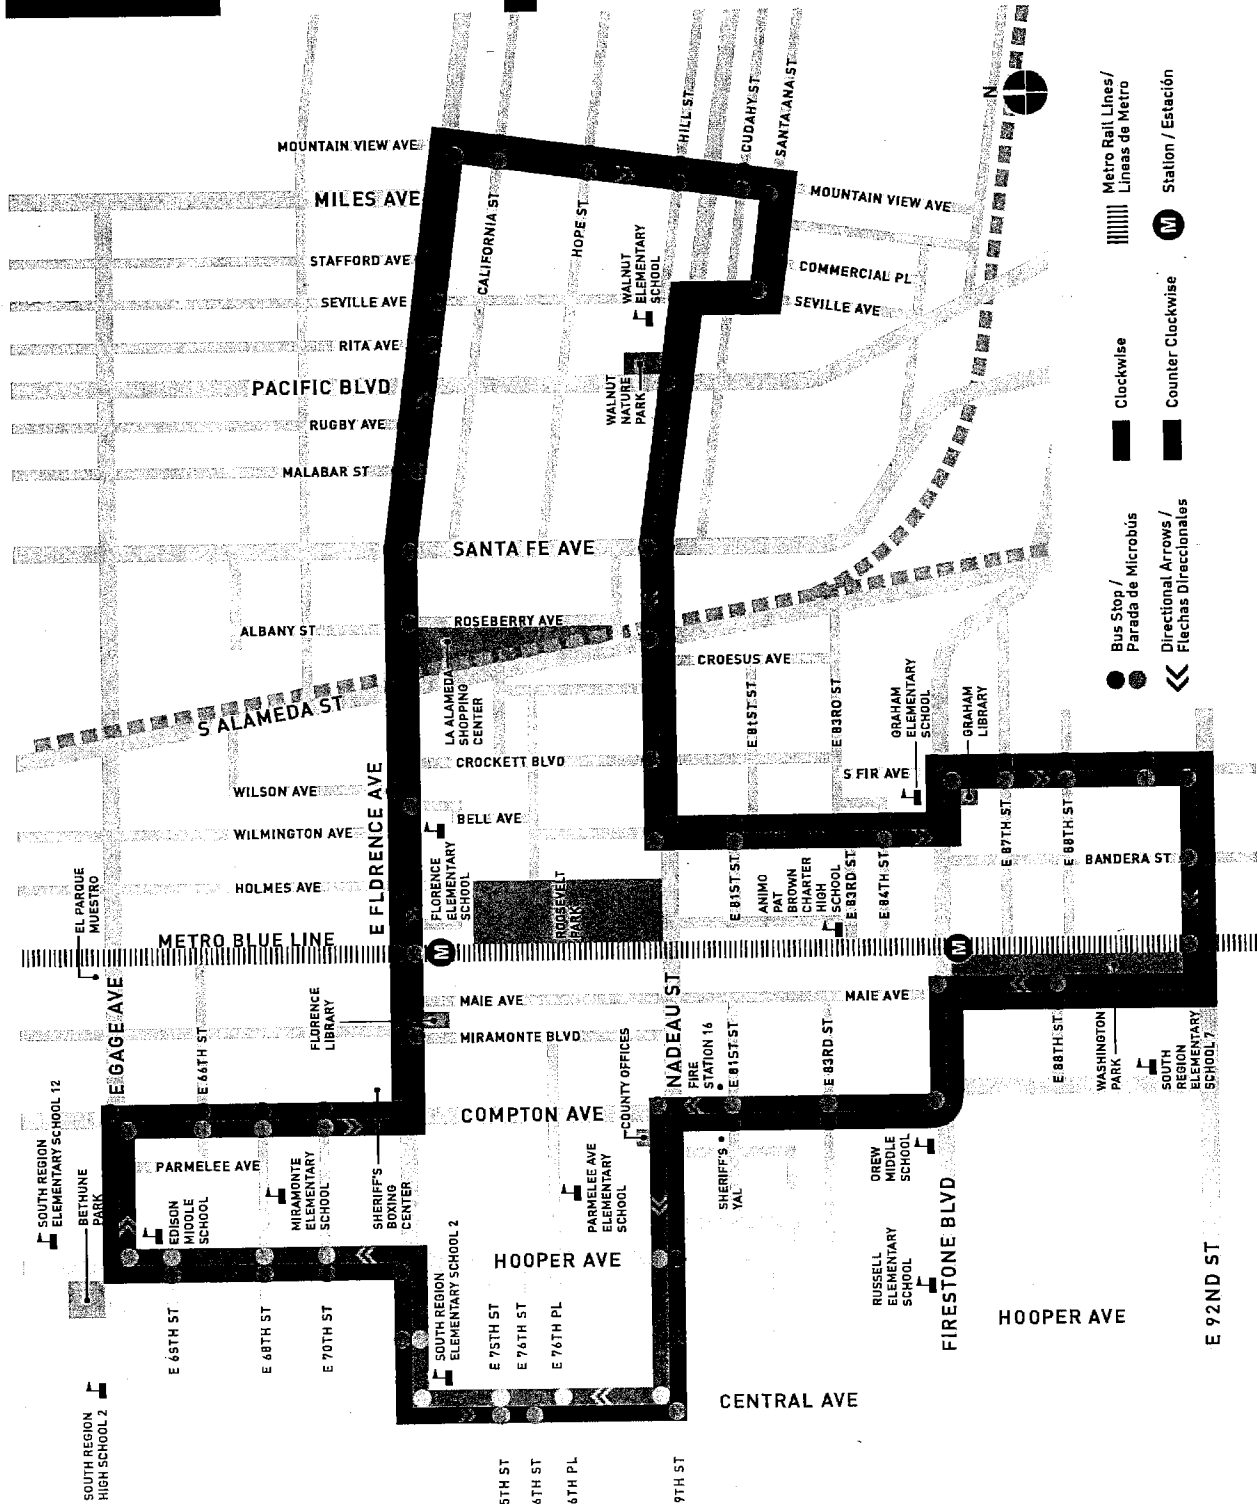 MOUNTAIN VIEW AVE
MILES AVE
STAFFORD AVE
SEVILLE AVE
RITA AVE
PACIFIC BLVD
RUGBY AVE
MALABAR ST
CALIFORNIA ST
HOPE ST
HILL ST
CUDAHY ST
SANTA ANA ST
MOUNTAIN VIEW AVE
COMMERCIAL PL
SEVILLE AVE
WALNUT
ELEMENTARY
SCHOOL
WALNUT
NATURE
PARK
N
Metro Rail Lines/
Lineas de Metro
M
Station / Estación
Clockwise
Counter Clockwise
Bus Stop /
Parada de Microbús
Directional Arrows /
Flechas Direccionales
SANTA FE AVE
ALBANY ST
ROSEBERRY AVE
S ALAMEDA ST
LA ALAMEDA
SHOPPING
CENTER
CROESUS AVE
E 81ST ST
E 83RD ST
GRAHAM
ELEMENTARY
SCHOOL
GRAHAM
LIBRARY
WILSON AVE
CROCKETT BLVD
S FIR AVE
E FLORENCE AVE
WILMINGTON AVE
BELL AVE
HOLMES AVE
FLORENCE
ELEMENTARY
SCHOOL
ROOSEVELT
PARK
E 81ST ST
ANIMO
PAT
BROWN
CHARTER
HIGH
SCHOOL
E 83RD ST
E 84TH ST
E 87TH ST
E 88TH ST
BANDERA ST
EL PARQUE
MUESTRO
METRO BLUE LINE
M
M
E GAGE AVE
E 66TH ST
FLORENCE
LIBRARY
MAIE AVE
MIRAMONTE BLVD
NADEAU ST
MAIE AVE
COUNTY OFFICES
FIRE
STATION 16
E 81ST ST
E 83RD ST
E 88TH ST
WASHINGTON
PARK
SOUTH
REGION
ELEMENTARY
SCHOOL 7
COMPTON AVE
SOUTH REGION
ELEMENTARY SCHOOL 12
BETHUNE
PARK
PARMELEE AVE
EDISON
MIDDLE
SCHOOL
MIRAMONTE
ELEMENTARY
SCHOOL
SHERIFF'S
BOXING
CENTER
PARMELEE AVE
ELEMENTARY
SCHOOL
SHERIFF'S
YAL
DREW
MIDDLE
SCHOOL
HOOPER AVE
SOUTH REGION
ELEMENTARY SCHOOL 2
RUSSELL
ELEMENTARY
SCHOOL
FIRESTONE BLVD
HOOPER AVE
E 92ND ST
E 65TH ST
E 68TH ST
E 70TH ST
E 75TH ST
E 76TH ST
E 76TH PL
CENTRAL AVE
SOUTH REGION
HIGH SCHOOL 2
5TH ST
6TH ST
6TH PL
9TH ST